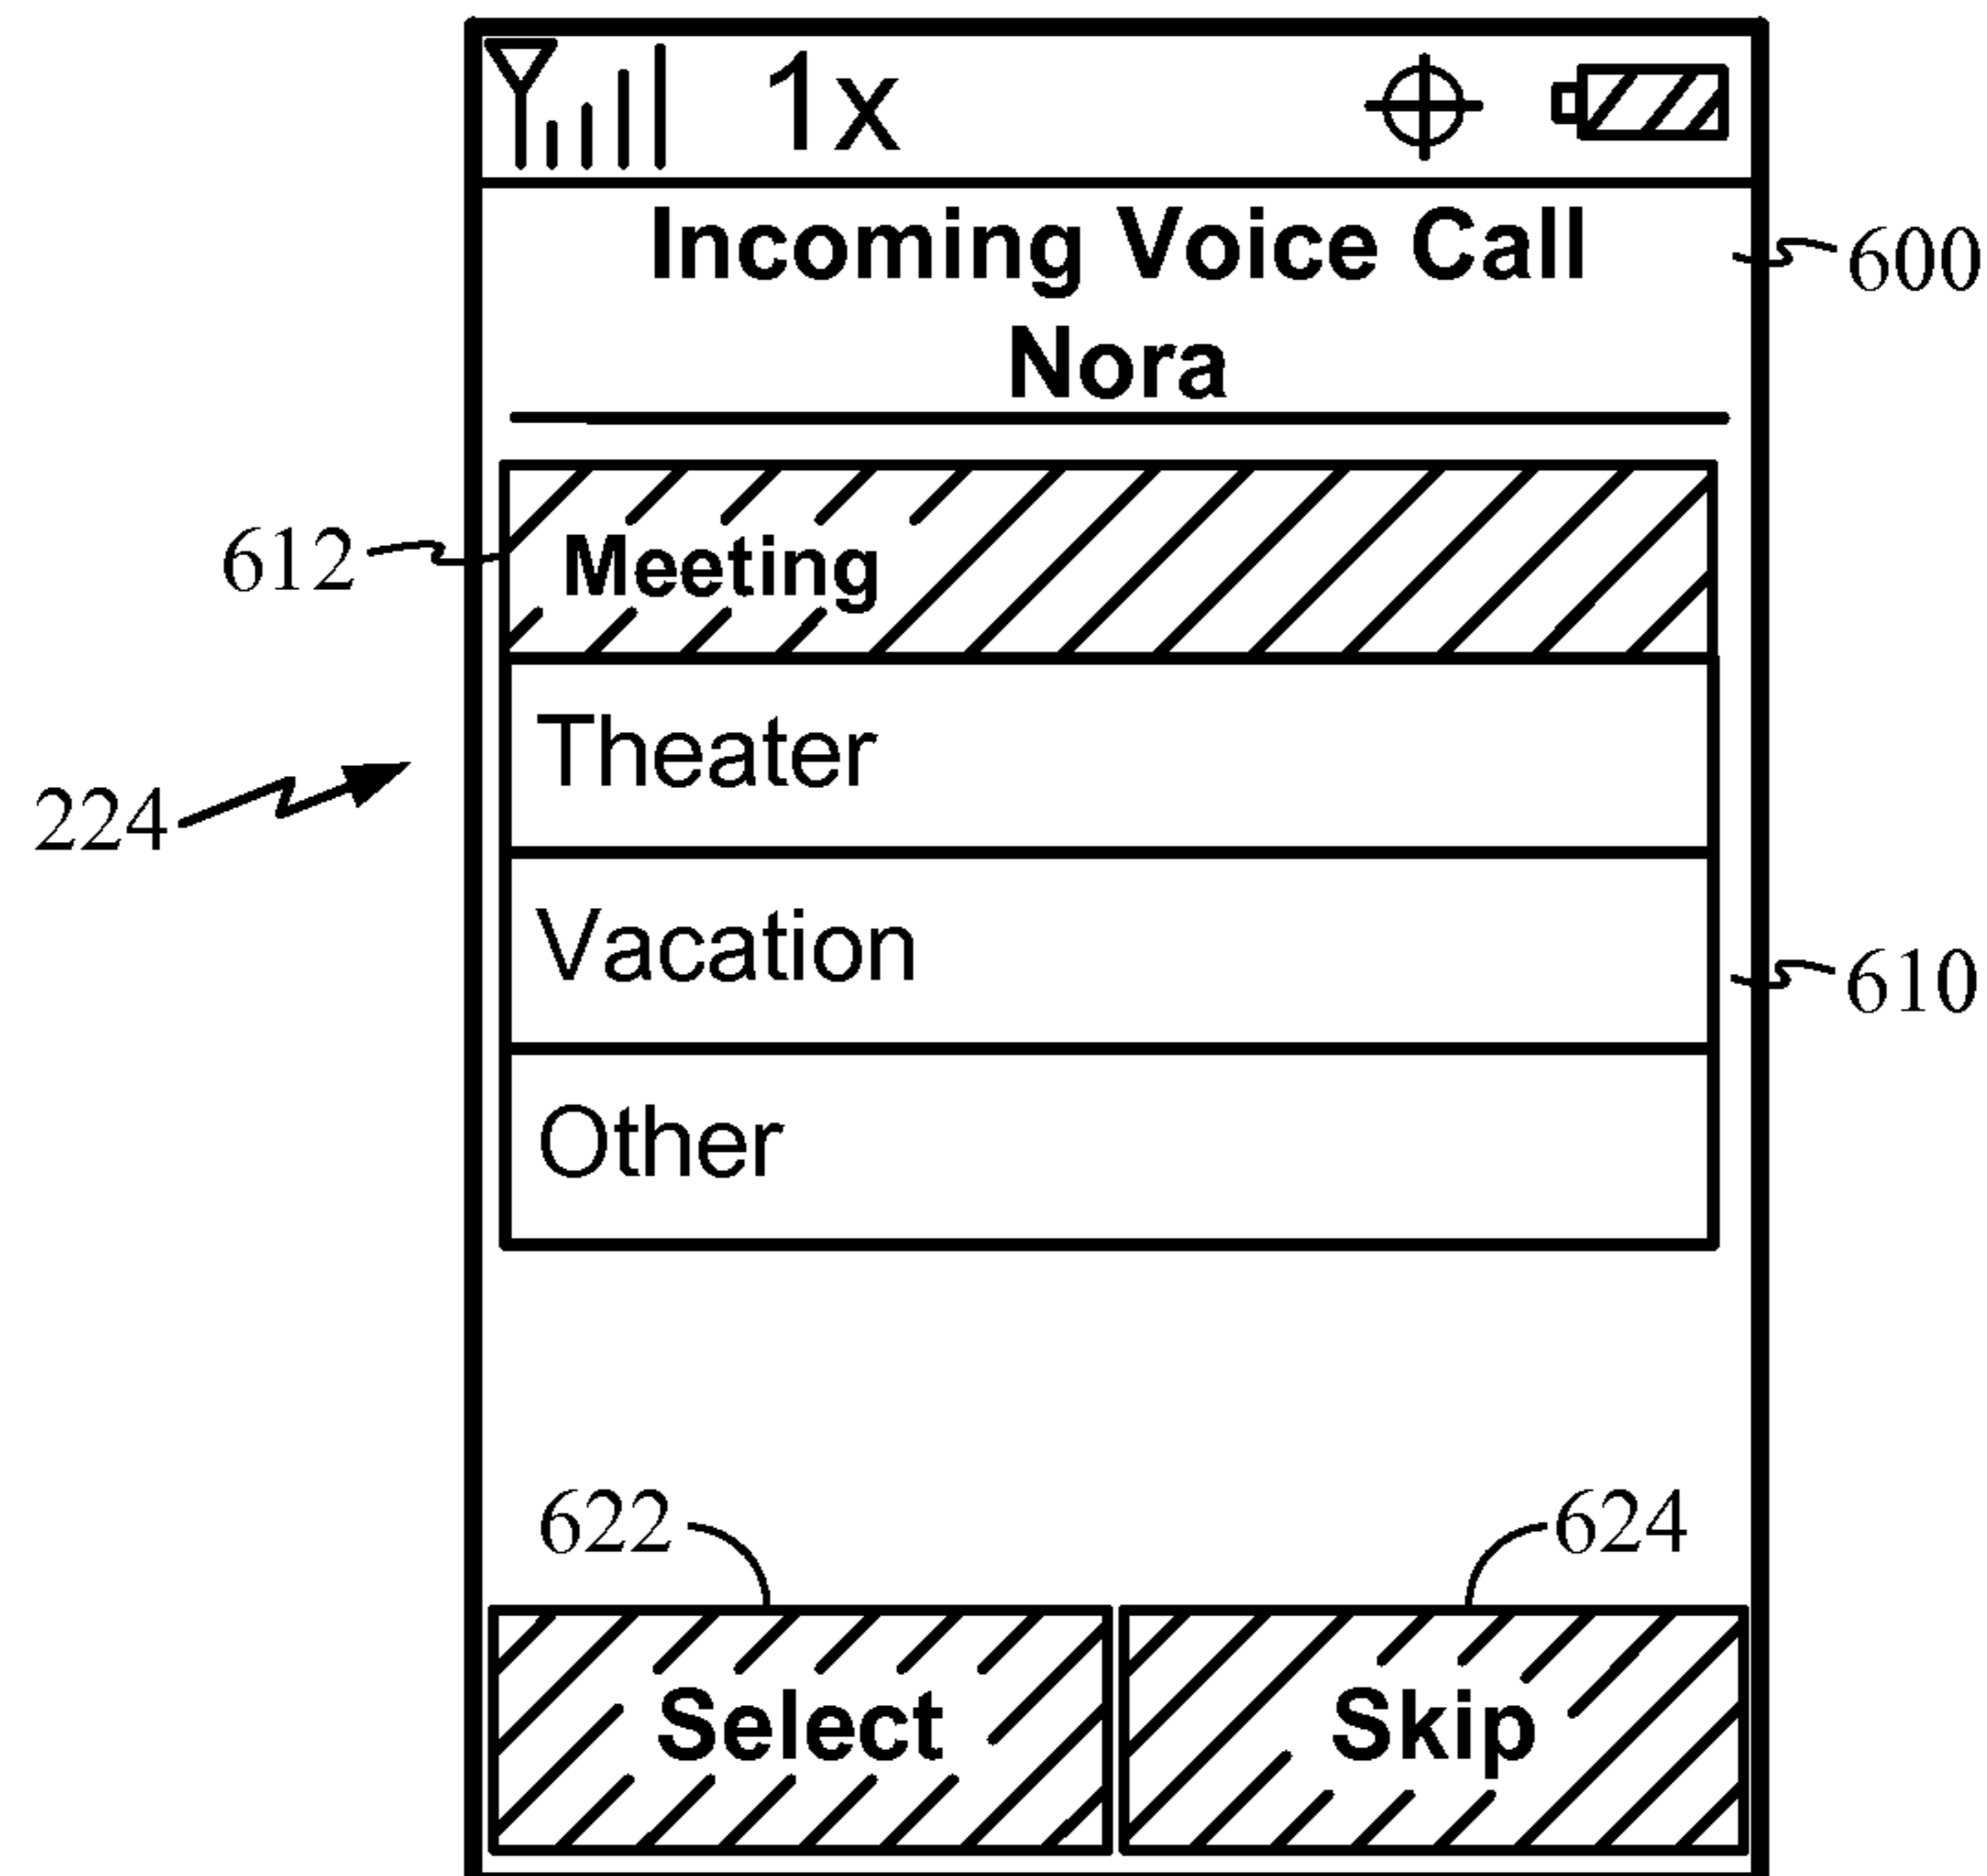 1x
Incoming Voice Call
600
Nora
612
Meeting
Theater
224
Vacation
610
Other
622
624
Select
Skip